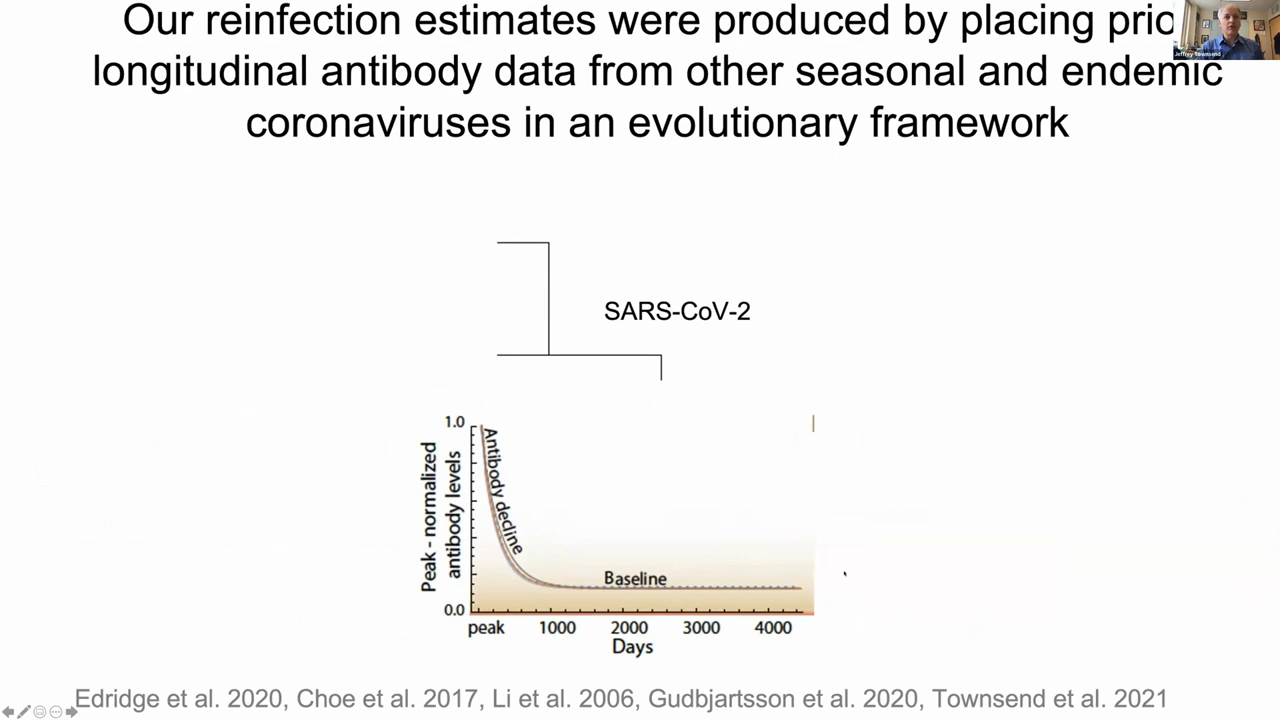 Our reinfection estimates were produced by placing
longitudinal antibody data from other seasonal and endemic
coronaviruses in an evolutionary framework
Jeffrey Townsend
SARS-CoV-2
Peak - normalized
antibody levels
1.0
0.0
Antibody decline
Baseline
peak 1000 2000 3000 4000
Days
Edridge et al. 2020, Choe et al. 2017, Li et al. 2006, Gudbjartsson et al. 2020, Townsend et al. 2021